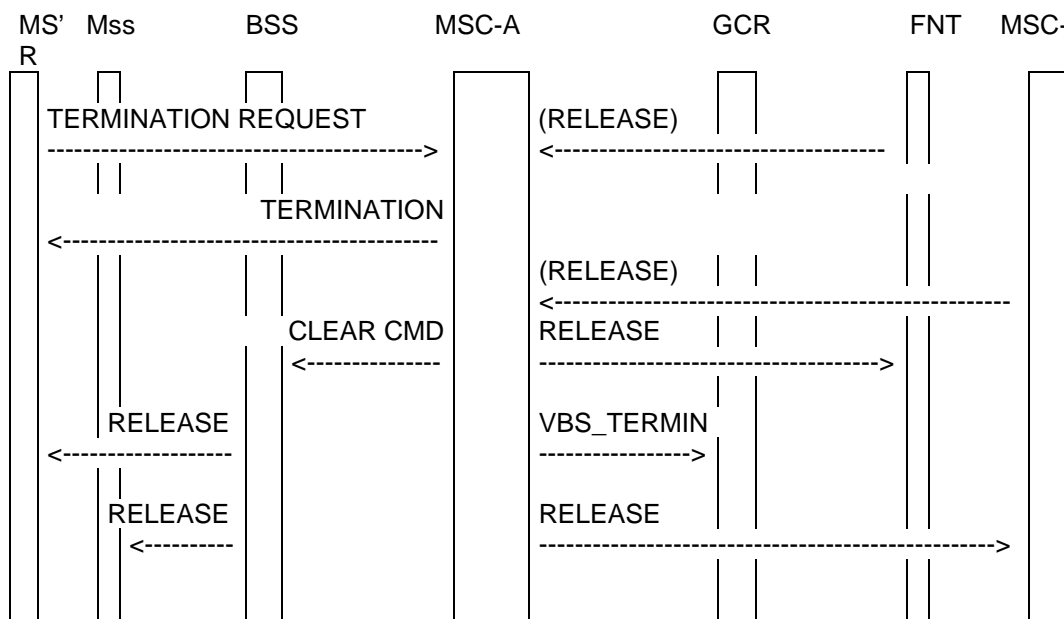 MS' Mss BSS MSC-A GCR FNT MSC-
R
TERMINATION REQUEST (RELEASE)
--------------------------------------------> <-----------------------------
TERMINATION
<--------------------------------------------
(RELEASE)
<----------------------------------------
CLEAR CMD RELEASE
<--------------- ------------------------------>
RELEASE VBS_TERMIN
<------------------- ----------------->
RELEASE RELEASE
<---------- ---------------------------------------->